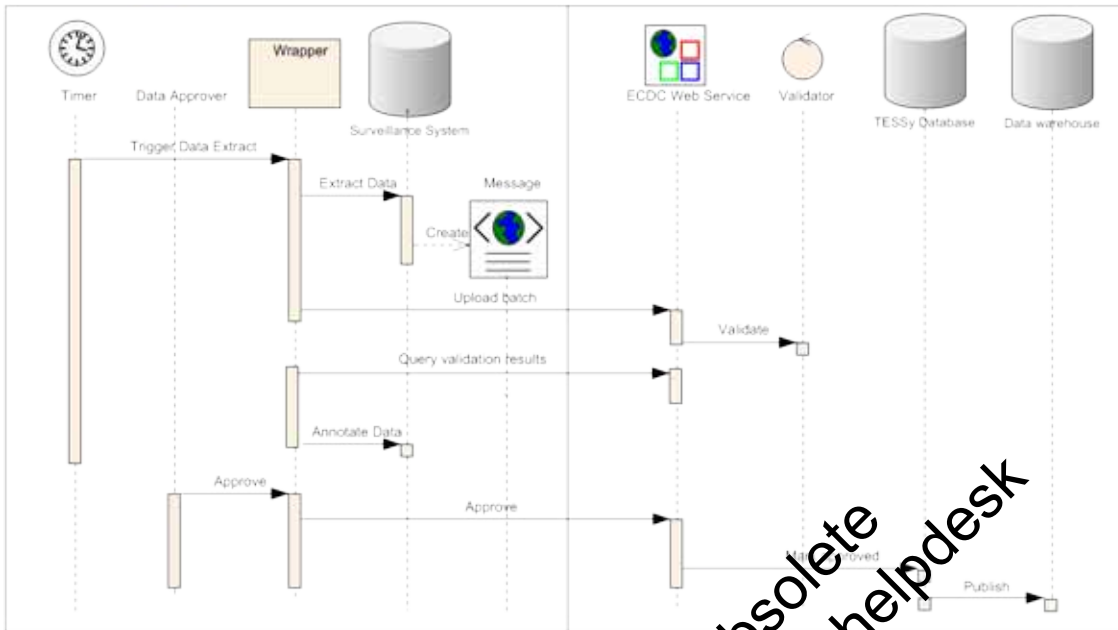 Wrapper
Timer
Data Approver
Surveillance System
ECDC Web Service
Validator
TESSy Database
Data warehouse
Trigger Data Extract
Extract Data
Message
Create
Upload batch
Validate
Query validation results
Annotate Data
Approve
Approve
approved
Publish
obsolete
helpdesk